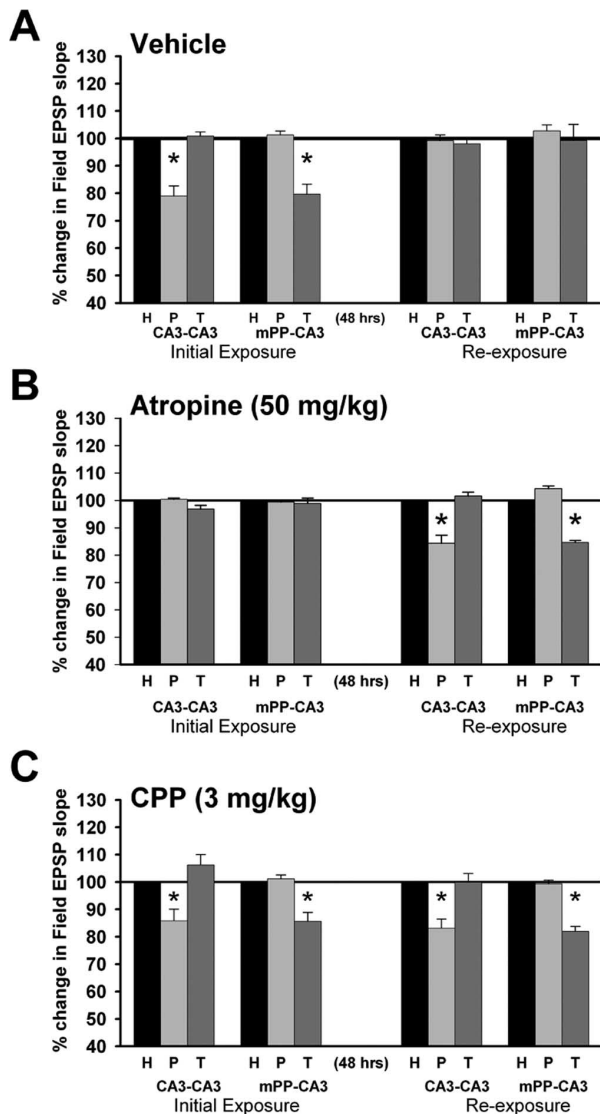 A
Vehicle
% change in Field EPSP slope
130
120
110
100
90
80
70
60
50
40
*
*
H P T H P T (48 hrs) H P T H P T
CA3-CA3 mPP-CA3 CA3-CA3 mPP-CA3
Initial Exposure Re-exposure
B
Atropine (50 mg/kg)
% change in Field EPSP slope
130
120
110
100
90
80
70
60
50
40
*
*
H P T H P T (48 hrs) H P T H P T
CA3-CA3 mPP-CA3 CA3-CA3 mPP-CA3
Initial Exposure Re-exposure
C
CPP (3 mg/kg)
% change in Field EPSP slope
130
120
110
100
90
80
70
60
50
40
*
*
*
*
H P T H P T (48 hrs) H P T H P T
CA3-CA3 mPP-CA3 CA3-CA3 mPP-CA3
Initial Exposure Re-exposure